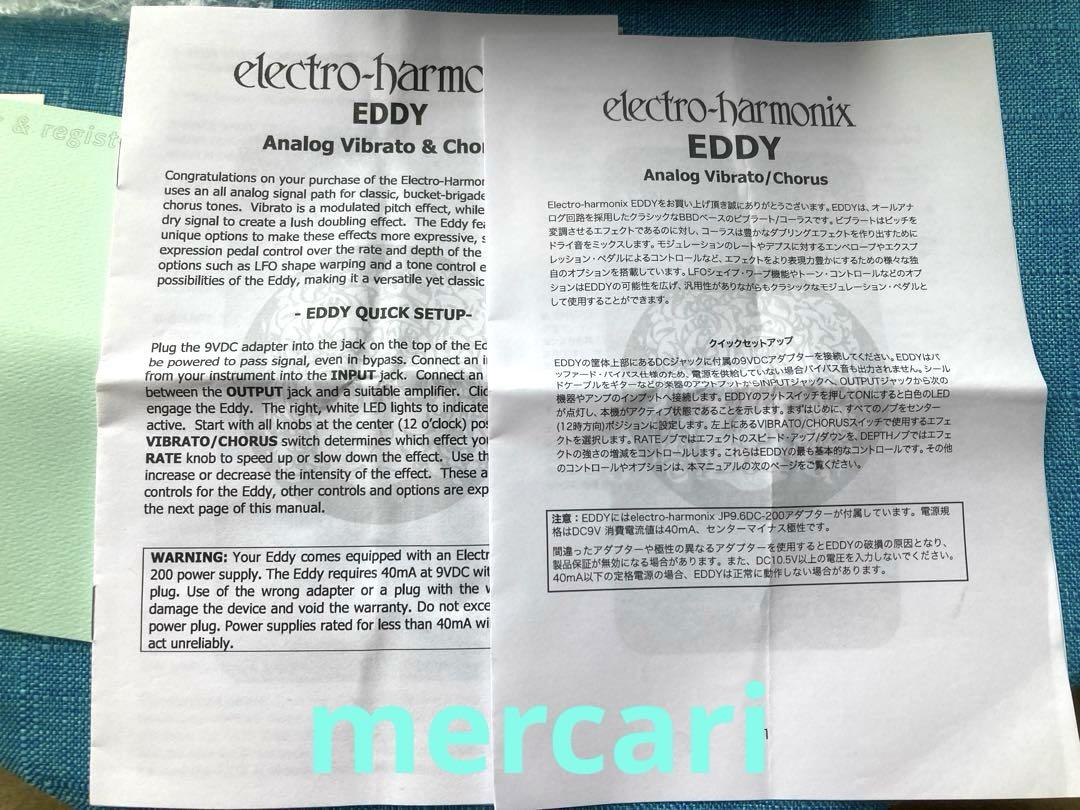 & registe
electro-harmo
EDDY
Analog Vibrato & Cho
Congratulations on your purchase of the Electro-Harmor
uses an all analog signal path for classic, bucket-brigade
chorus tones. Vibrato is a modulated pitch effect, while
dry signal to create a lush doubling effect. The Eddy fea
unique options to make these effects more expressive, s
expression pedal control over the rate and depth of the
options such as LFO shape warping and a tone control e
possibilities of the Eddy, making it a versatile yet classic
- EDDY QUICK SETUP-
Plug the 9VDC adapter into the jack on the top of the Ed
be powered to pass signal, even in bypass. Connect an i
from your instrument into the INPUT jack. Connect an
between the OUTPUT jack and a suitable amplifier. Clic
engage the Eddy. The right, white LED lights to indicate
active. Start with all knobs at the center (12 o'clock) pos
VIBRATO/CHORUS switch determines which effect you
RATE knob to speed up or slow down the effect. Use th
increase or decrease the intensity of the effect. These a
controls for the Eddy, other controls and options are exp
the next page of this manual.
WARNING: Your Eddy comes equipped with an Electr
200 power supply. The Eddy requires 40mA at 9VDC wit
plug. Use of the wrong adapter or a plug with the w
damage the device and void the warranty. Do not exce
power plug. Power supplies rated for less than 40mA wi
act unreliably.
electro-harmonix
EDDY
Analog Vibrato/Chorus
Electro-harmonix EDDYをお買い上げ頂き誠にありがとうございます。EDDYは、オールアナ
ログ回路を採用したクラシックなBBDベースのビブラート/コーラスです。ビブラートはピッチを
変調させるエフェクトであるのに対し、コーラスは豊かなダブリングエフェクトを作り出すために
ドライ音をミックスします。モジュレーションのレートやデプスに対するエンベロープやエクスプ
レッション・ペダルによるコントロールなど、エフェクトをより表現力豊かにするための様々な独
自のオプションを搭載しています。LFOシェイプ・ワープ機能やトーン・コントロールなどのオプ
ションはEDDYの可能性を広げ、汎用性がありながらもクラシックなモジュレーション・ペダルと
して使用することができます。
クイックセットアップ
EDDYの筐体上部にあるDCジャックに付属の9VDCアダプターを接続してください。EDDYはバ
ッファード・バイパス仕様のため、電源を供給していない場合バイパス音も出力されません。シール
ドケーブルをギターなどの楽器のアウトプットからINPUTジャックへ、OUTPUTジャックから次の
機器やアンプのインプットへ接続します。EDDYのフットスイッチを押してONにすると白色のLED
が点灯し、本機がアクティブ状態であることを示します。まずはじめに、すべてのノブをセンター
(12時方向)ポジションに設定します。左上にあるVIBRATO/CHORUSスイッチで使用するエフェ
クトを選択します。RATEノブではエフェクトのスピード・アップ/ダウンを、DEPTHノブではエフェ
クトの強さの増減をコントロールします。これらはEDDYの最も基本的なコントロールです。その他
のコントロールやオプションは、本マニュアルの次のページをご覧ください。
注意：EDDYにはelectro-harmonix JP9.6DC-200アダプターが付属しています。電源規
格はDC9V 消費電流値は40mA、センターマイナス極性です。
間違ったアダプターや極性の異なるアダプターを使用するとEDDYの破損の原因となり、
製品保証が無効になる場合があります。また、DC10.5V以上の電圧を入力しないでください。
40mA以下の定格電源の場合、EDDYは正常に動作しない場合があります。
1
mercari